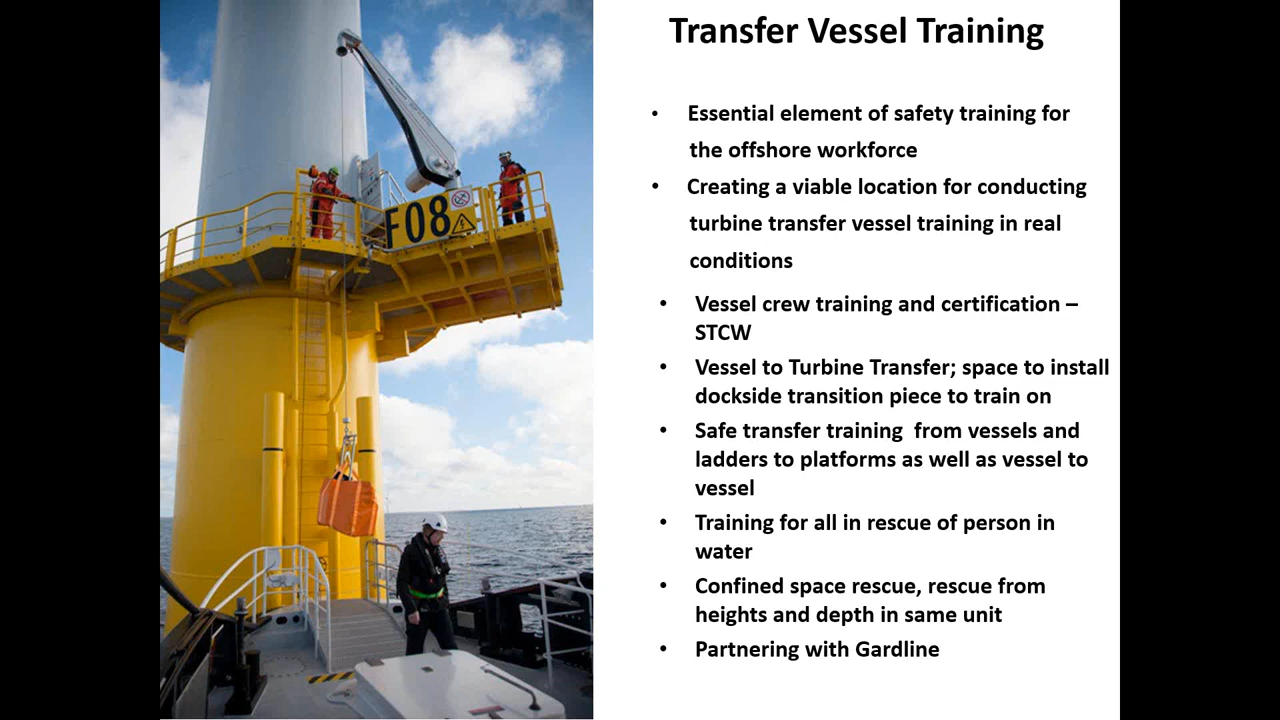 Transfer Vessel Training
• Essential element of safety training for
the offshore workforce
• Creating a viable location for conducting
turbine transfer vessel training in real
conditions
• Vessel crew training and certification –
STCW
• Vessel to Turbine Transfer; space to install
dockside transition piece to train on
• Safe transfer training  from vessels and
ladders to platforms as well as vessel to
vessel
• Training for all in rescue of person in
water
• Confined space rescue, rescue from
heights and depth in same unit
• Partnering with Gardline
F08